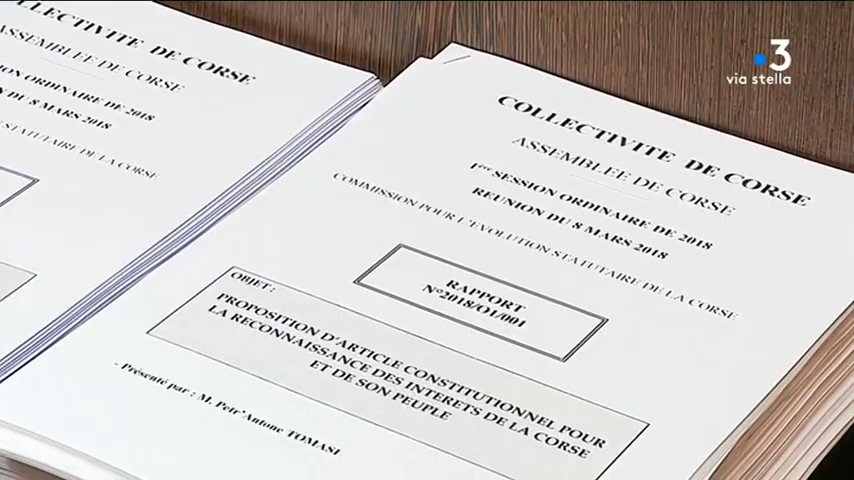 COLLECTIVITE DE CORSE
ASSEMBLEE DE CORSE
SSION ORDINAIRE DE 2018
N DU 8 MARS 2018
STATUTAIRE DE LA CORSE
3
via stella
COLLECTIVITE DE CORSE
ASSEMBLEE DE CORSE
1ère SESSION ORDINAIRE DE 2018
REUNION DU 8 MARS 2018
COMMISSION POUR L'EVOLUTION STATUTAIRE DE LA CORSE
RAPPORT
N°2018/O1/001
OBJET :
PROPOSITION D'ARTICLE CONSTITUTIONNEL POUR
LA RECONNAISSANCE DES INTERETS DE LA CORSE
ET DE SON PEUPLE
- Présenté par : M. Petr'Antone TOMASI